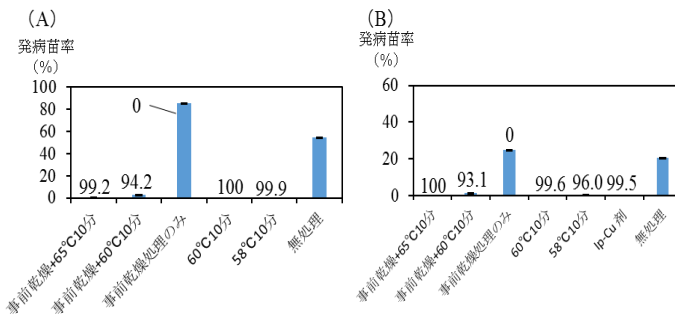 (A)
発病苗率
(%)
100
80
60
40
20
0
99.2
94.2
0
100
99.9
事前乾燥+65℃10分
事前乾燥+60℃10分
事前乾燥処理のみ
60℃10分
58℃10分
無処理
(B)
発病苗率
(%)
60
40
20
0
100
93.1
0
99.6
96.0
99.5
事前乾燥+65℃10分
事前乾燥+60℃10分
事前乾燥処理のみ
60℃10分
58℃10分
Ip-Cu剤
無処理